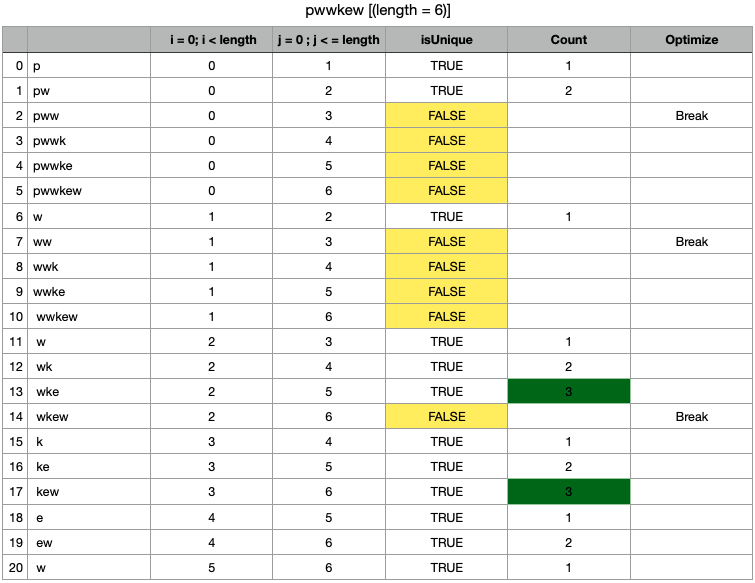 pwwkew [(length = 6)]
i = 0; i < length j = 0 ; j < = length isUnique Count Optimize
0 p 0 1 TRUE 1
1 pw 0 2 TRUE 2
2 pww 0 3 FALSE Break
3 pwwk 0 4 FALSE
4 pwwke 0 5 FALSE
5 pwwkew 0 6 FALSE
6 w 1 2 TRUE 1
7 ww 1 3 FALSE Break
8 wwk 1 4 FALSE
9 wwke 1 5 FALSE
10 wwkew 1 6 FALSE
11 w 2 3 TRUE 1
12 wk 2 4 TRUE 2
13 wke 2 5 TRUE 3
14 wkew 2 6 FALSE Break
15 k 3 4 TRUE 1
16 ke 3 5 TRUE 2
17 kew 3 6 TRUE 3
18 e 4 5 TRUE 1
19 ew 4 6 TRUE 2
20 w 5 6 TRUE 1